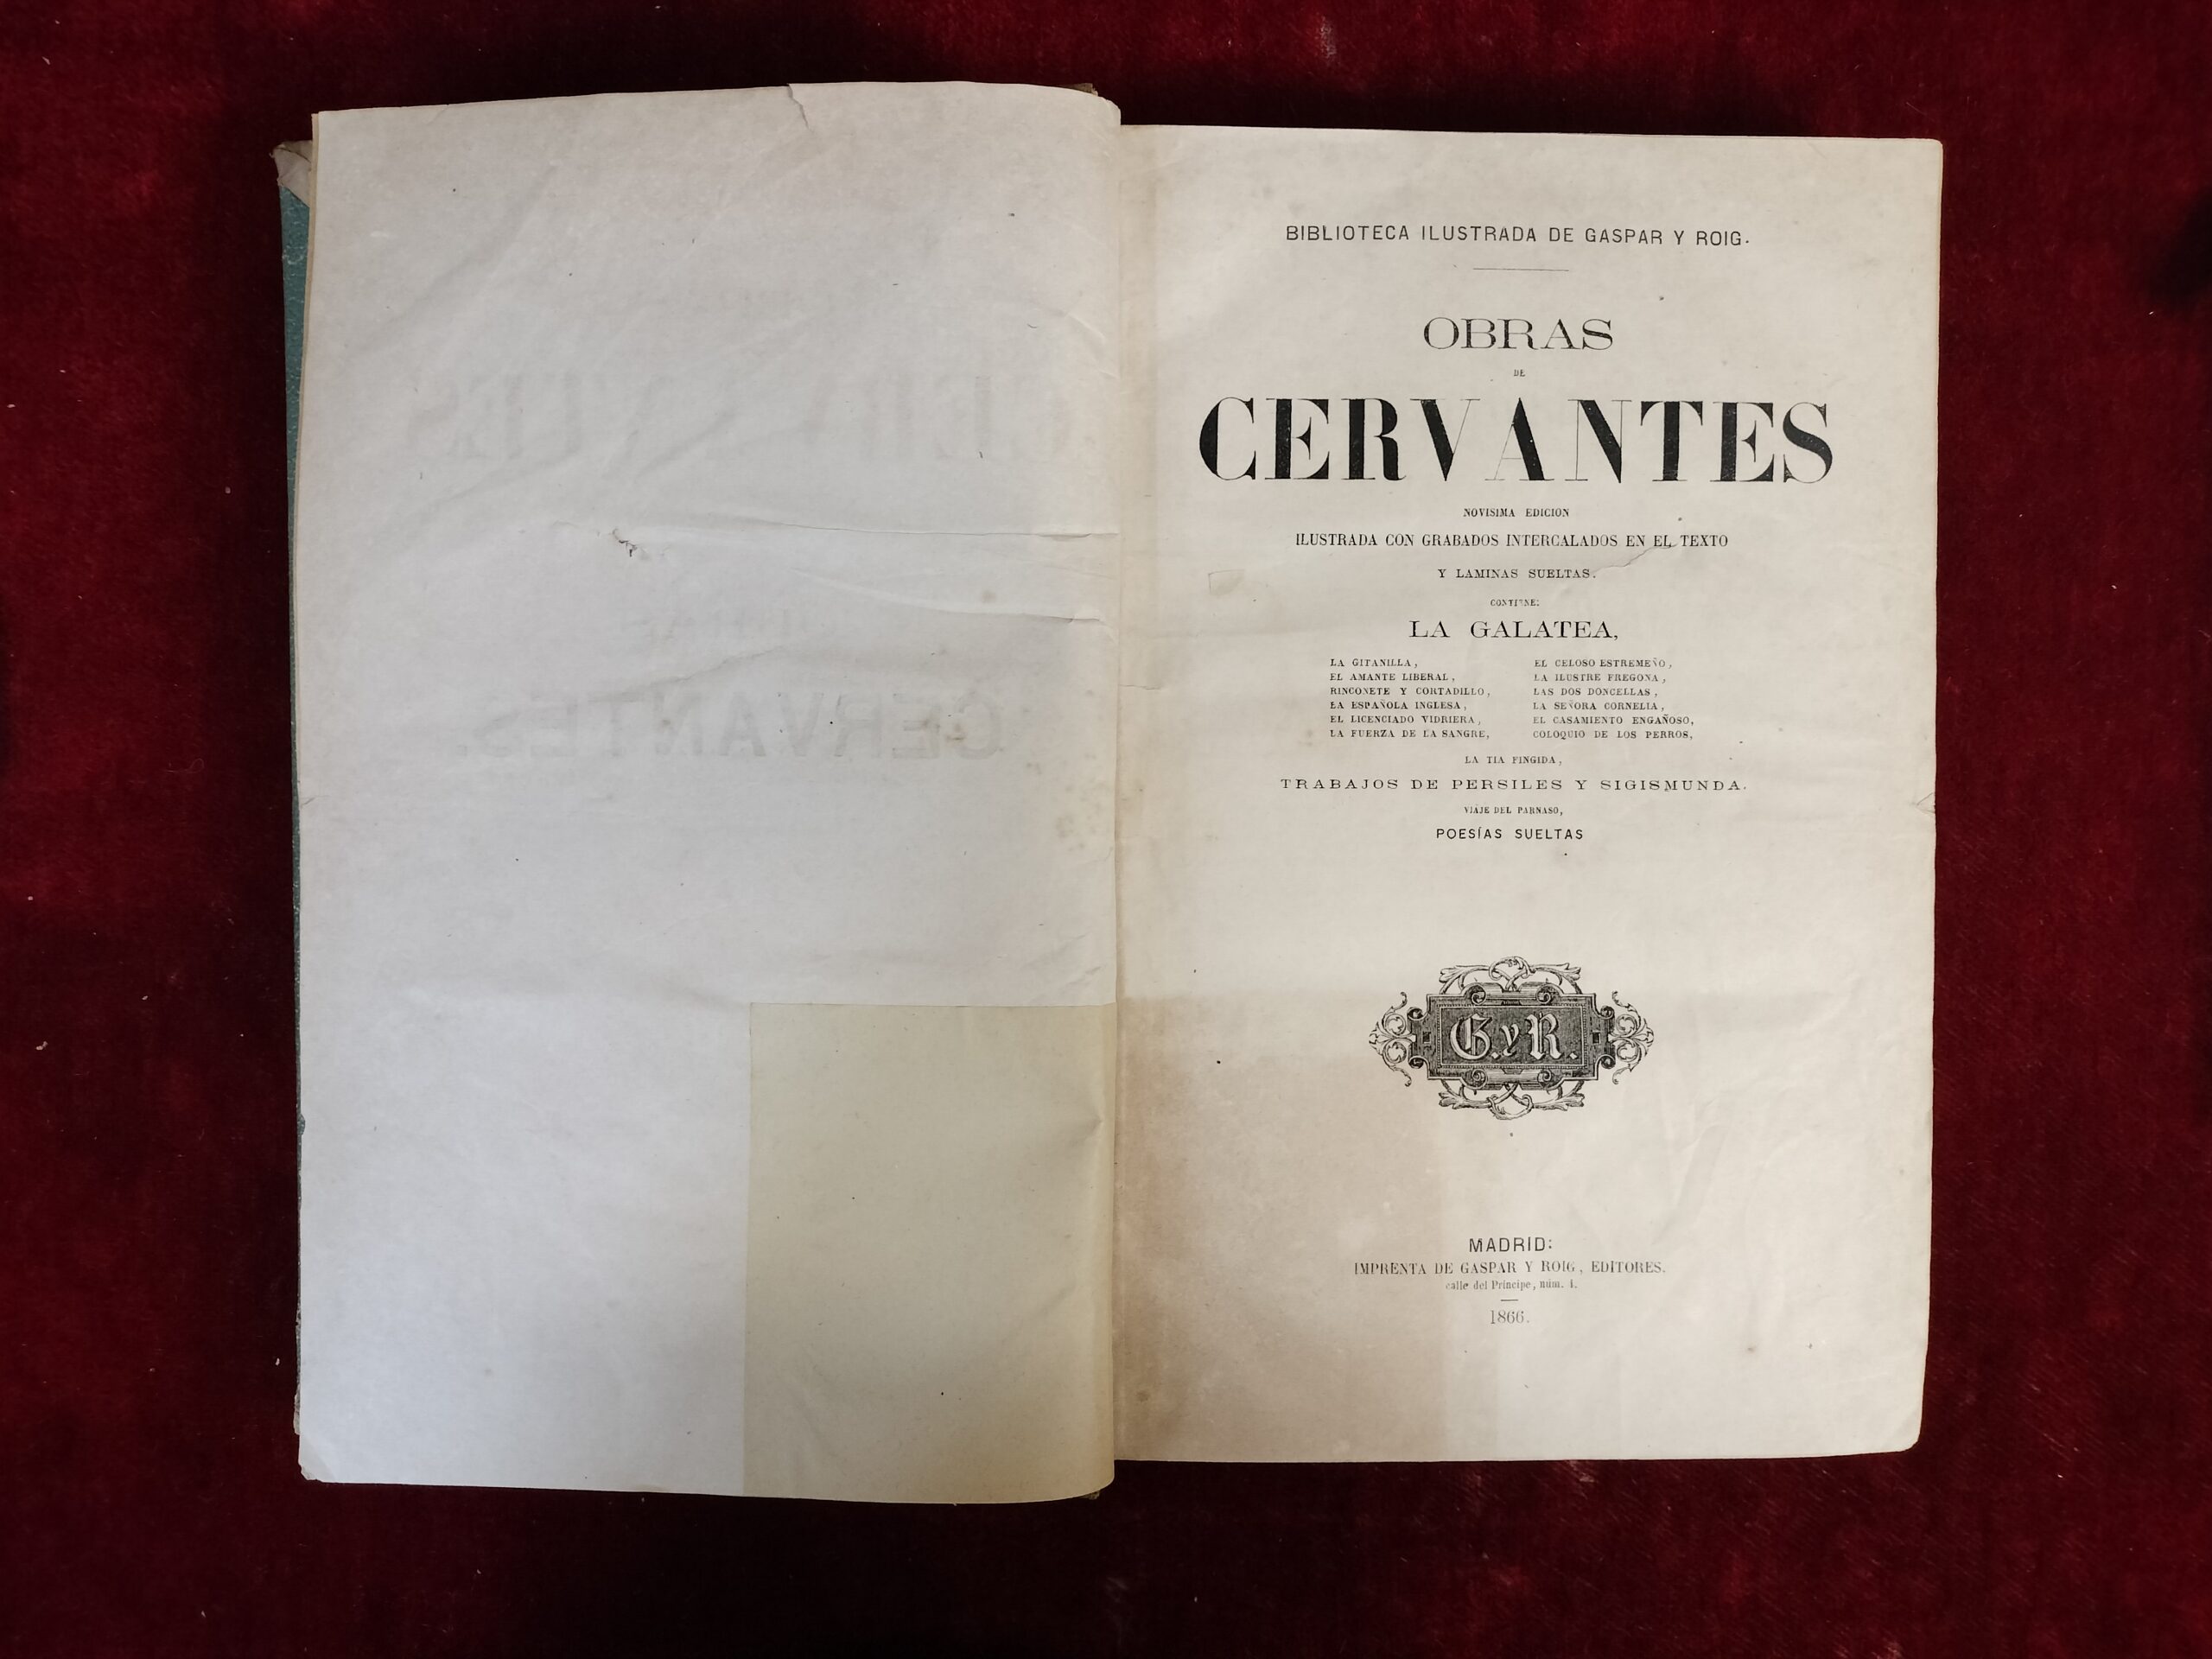 BIBLIOTECA ILUSTRADA DE GASPAR Y ROIG.
OBRAS
DE
CERVANTES
NOVISIMA EDICION
ILUSTRADA CON GRABADOS INTERCALADOS EN EL TEXTO
Y LAMINAS SUELTAS.
CONTIENE:
LA GALATEA,
LA GITANILLA,
EL AMANTE LIBERAL,
RINCONETE Y CORTADILLO,
LA ESPAÑOLA INGLESA,
EL LICENCIADO VIDRIERA,
LA FUERZA DE LA SANGRE,
EL CELOSO ESTREMEÑO,
LA ILUSTRE FREGONA,
LAS DOS DONCELLAS,
LA SEÑORA CORNELIA,
EL CASAMIENTO ENGAÑOSO,
COLOQUIO DE LOS PERROS,
LA TIA FINGIDA,
TRABAJOS DE PERSILES Y SIGISMUNDA.
VIAJE DEL PARNASO,
POESÍAS SUELTAS
G. y R.
MADRID:
IMPRENTA DE GASPAR Y ROIG, EDITORES.
calle del Príncipe, núm. 4.
1866.